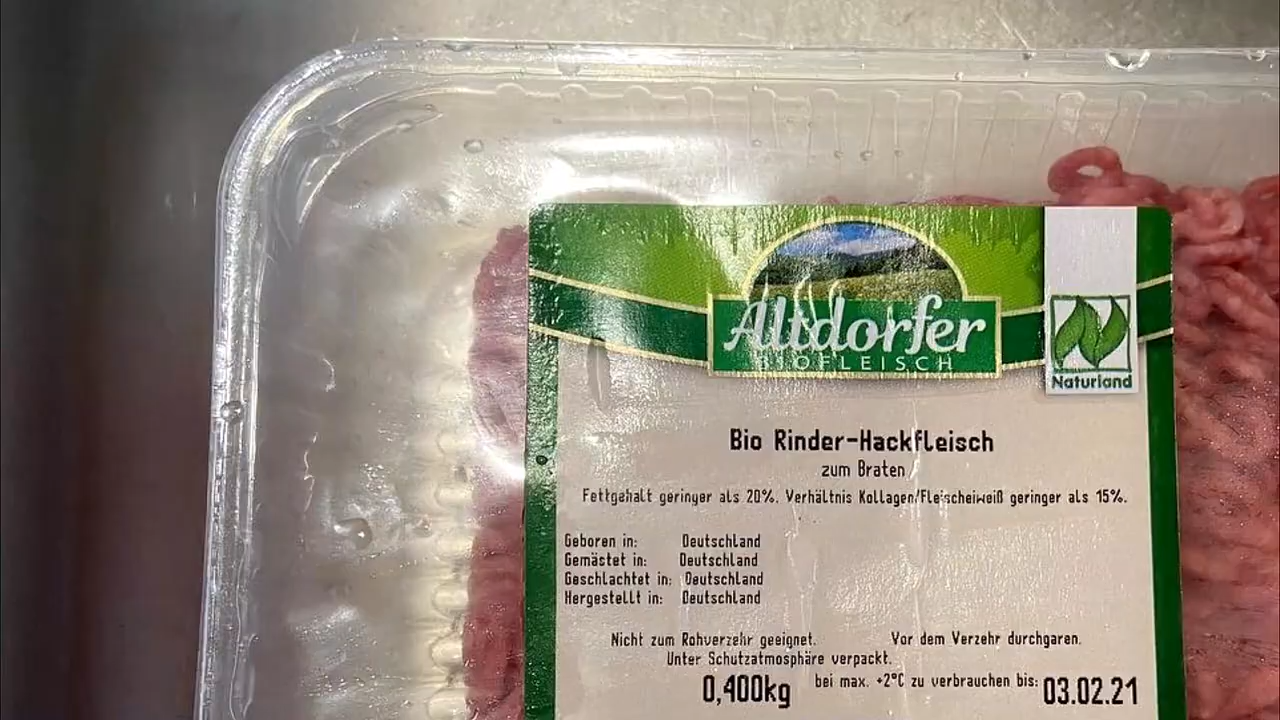 Altdorfer
BIOFLEISCH
Naturland
Bio Rinder-Hackfleisch
zum Braten
Fettgehalt geringer als 20%. Verhältnis Kollagen/Fleischeiweiß geringer als 15%.
Geboren in: Deutschland
Gemästet in: Deutschland
Geschlachtet in: Deutschland
Hergestellt in: Deutschland
Nicht zum Rohverzehr geeignet. Vor dem Verzehr durchgaren.
Unter Schutzatmosphäre verpackt.
0,400kg bei max. +2°C zu verbrauchen bis: 03.02.21